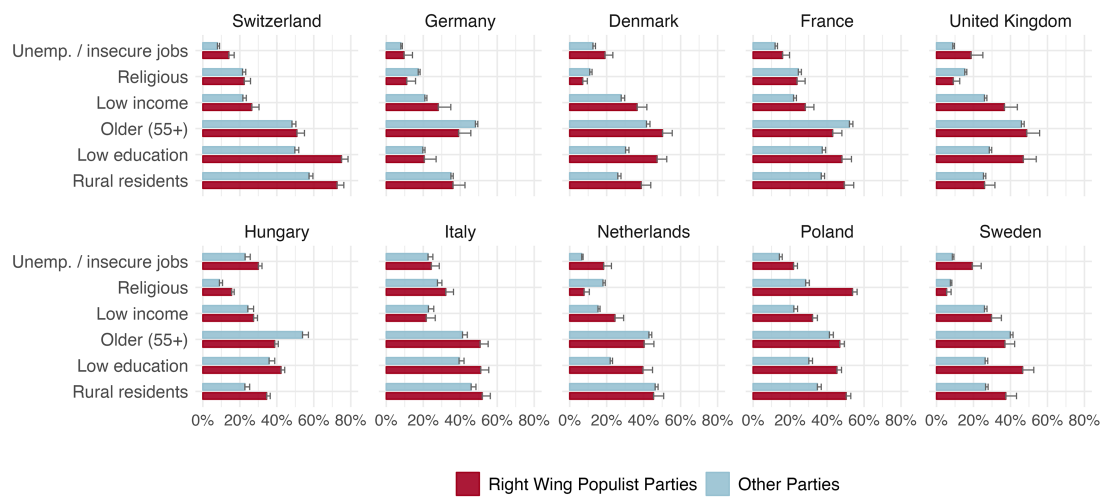 Switzerland Germany Denmark France United Kingdom
Unemp. / insecure jobs
Religious
Low income
Older (55+)
Low education
Rural residents
Hungary Italy Netherlands Poland Sweden
Unemp. / insecure jobs
Religious
Low income
Older (55+)
Low education
Rural residents
0% 20% 40% 60% 80% 0% 20% 40% 60% 80% 0% 20% 40% 60% 80% 0% 20% 40% 60% 80% 0% 20% 40% 60% 80%
Right Wing Populist Parties Other Parties